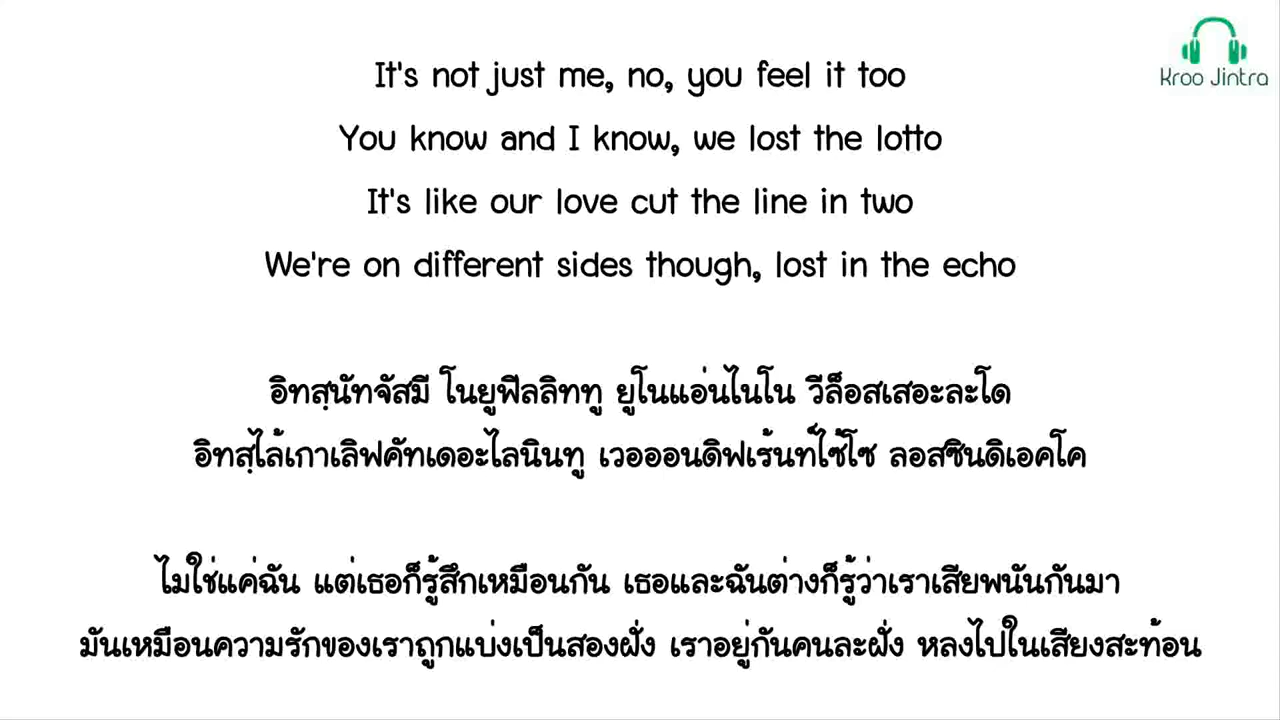 Kroo Jintra
It's not just me, no, you feel it too
You know and I know, we lost the lotto
It's like our love cut the line in two
We're on different sides though, lost in the echo
อิทสฺนัทจัสมี โนยูฟีลลิททู ยูโนแอ่นไนโน วีล็อสเสอะละโด
อิทสฺไล้เกาเลิฟคัทเดอะไลนินทู เวอออนดิฟเร้นท์ไซ้โซ ลอสซินดิเอคโค
ไม่ใช่แค่ฉัน แต่เธอก็รู้สึกเหมือนกัน เธอและฉันต่างก็รู้ว่าเราเสียพนันกันมา
มันเหมือนความรักของเราถูกแบ่งเป็นสองฝั่ง เราอยู่กันคนละฝั่ง หลงไปในเสียงสะท้อน